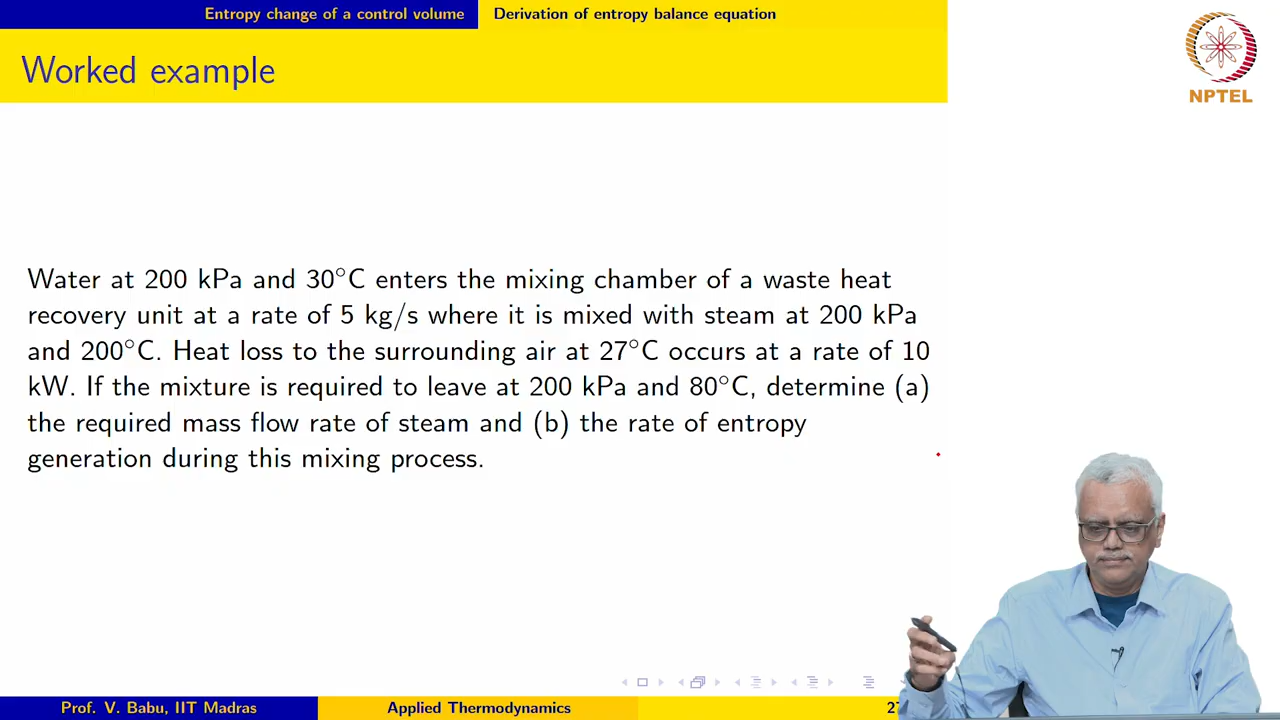 Entropy change of a control volume Derivation of entropy balance equation
Worked example
NPTEL
Water at 200 kPa and 30°C enters the mixing chamber of a waste heat
recovery unit at a rate of 5 kg/s where it is mixed with steam at 200 kPa
and 200°C. Heat loss to the surrounding air at 27°C occurs at a rate of 10
kW. If the mixture is required to leave at 200 kPa and 80°C, determine (a)
the required mass flow rate of steam and (b) the rate of entropy
generation during this mixing process.
Prof. V. Babu, IIT Madras Applied Thermodynamics